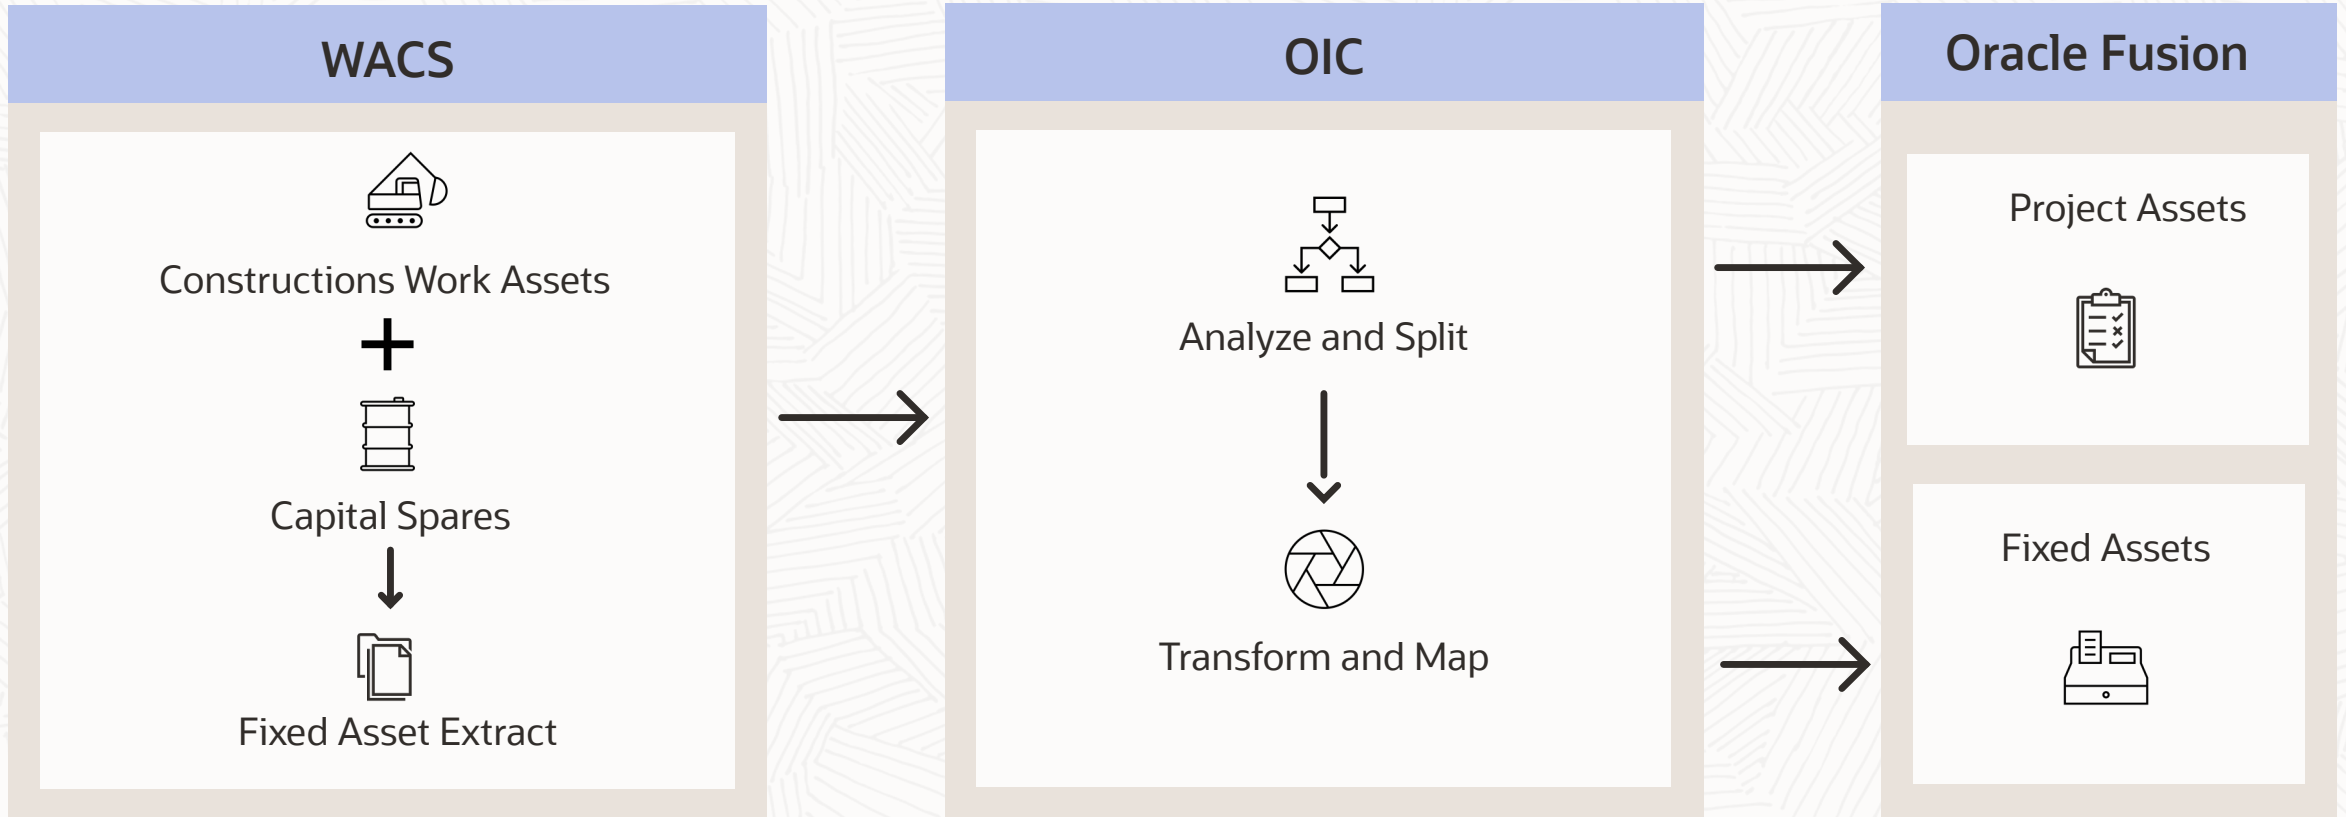 WACS
Constructions Work Assets
Capital Spares
Fixed Asset Extract
OIC
Analyze and Split
Transform and Map
Oracle Fusion
Project Assets
Fixed Assets